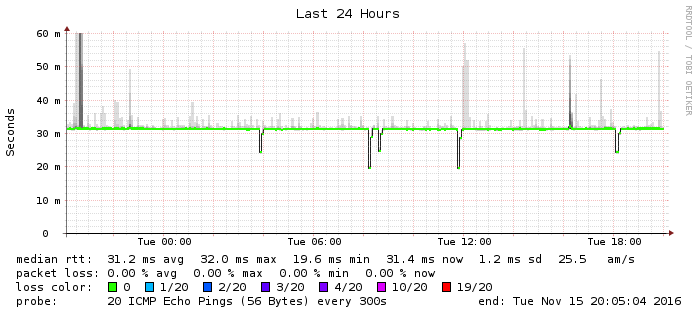 Last 24 Hours
RRDTOOL / TOBI OETIKER
Seconds
60 m
50 m
40 m
30 m
20 m
10 m
0
Tue 00:00 Tue 06:00 Tue 12:00 Tue 18:00
median rtt: 31.2 ms avg 32.0 ms max 19.6 ms min 31.4 ms now 1.2 ms sd 25.5 am/s
packet loss: 0.00 % avg 0.00 % max 0.00 % min 0.00 % now
loss color: 0 1/20 2/20 3/20 4/20 10/20 19/20
probe: 20 ICMP Echo Pings (56 Bytes) every 300s end: Tue Nov 15 20:05:04 2016